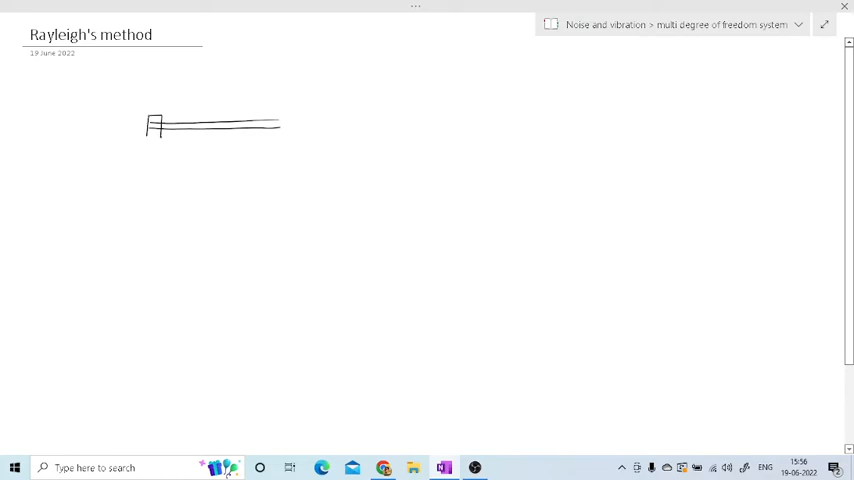 Noise and vibration > multi degree of freedom system
Rayleigh's method
19 June 2022
Type here to search
ENG
15:56
19-06-2022
2